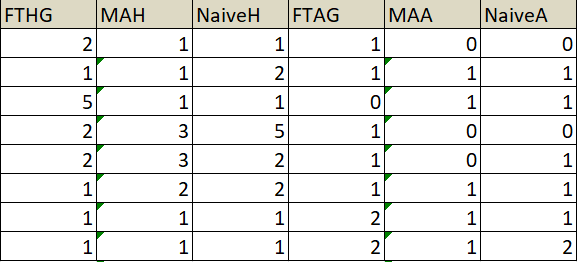 FTHG MAH NaiveH FTAG MAA NaiveA
2 1 1 1 0 0
1 1 2 1 1 1
5 1 1 0 1 1
2 3 5 1 0 0
2 3 2 1 0 1
1 2 2 1 1 1
1 1 1 2 1 1
1 1 1 2 1 2